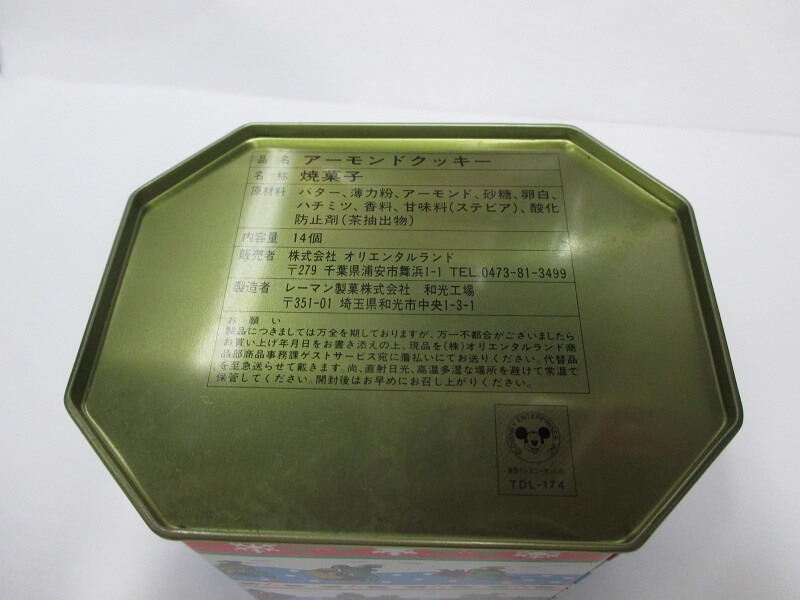 品名 アーモンドクッキー
名称 焼菓子
原材料 バター、薄力粉、アーモンド、砂糖、卵白、
ハチミツ、香料、甘味料(ステビア)、酸化
防止剤(茶抽出物)
内容量 14個
販売者 株式会社 オリエンタルランド
〒279 千葉県浦安市舞浜1-1 TEL.0473-81-3499
製造者 レーマン製菓株式会社 和光工場
〒351-01 埼玉県和光市中央1-3-1
お願い
製品につきましては万全を期しておりますが、万一不都合がございましたら
お買い上げ年月日をお書き添えの上、現品を(株)オリエンタルランド商
品部商品事務課ゲストサービス宛に着払いにてお送りください。代替品
を至急送らせて戴きます。尚、直射日光、高温多湿な場所を避けて常温で
保管してください。開封後はお早めにお召し上がりください。
DISNEY ENTERPRISES, INC.
TDL-174